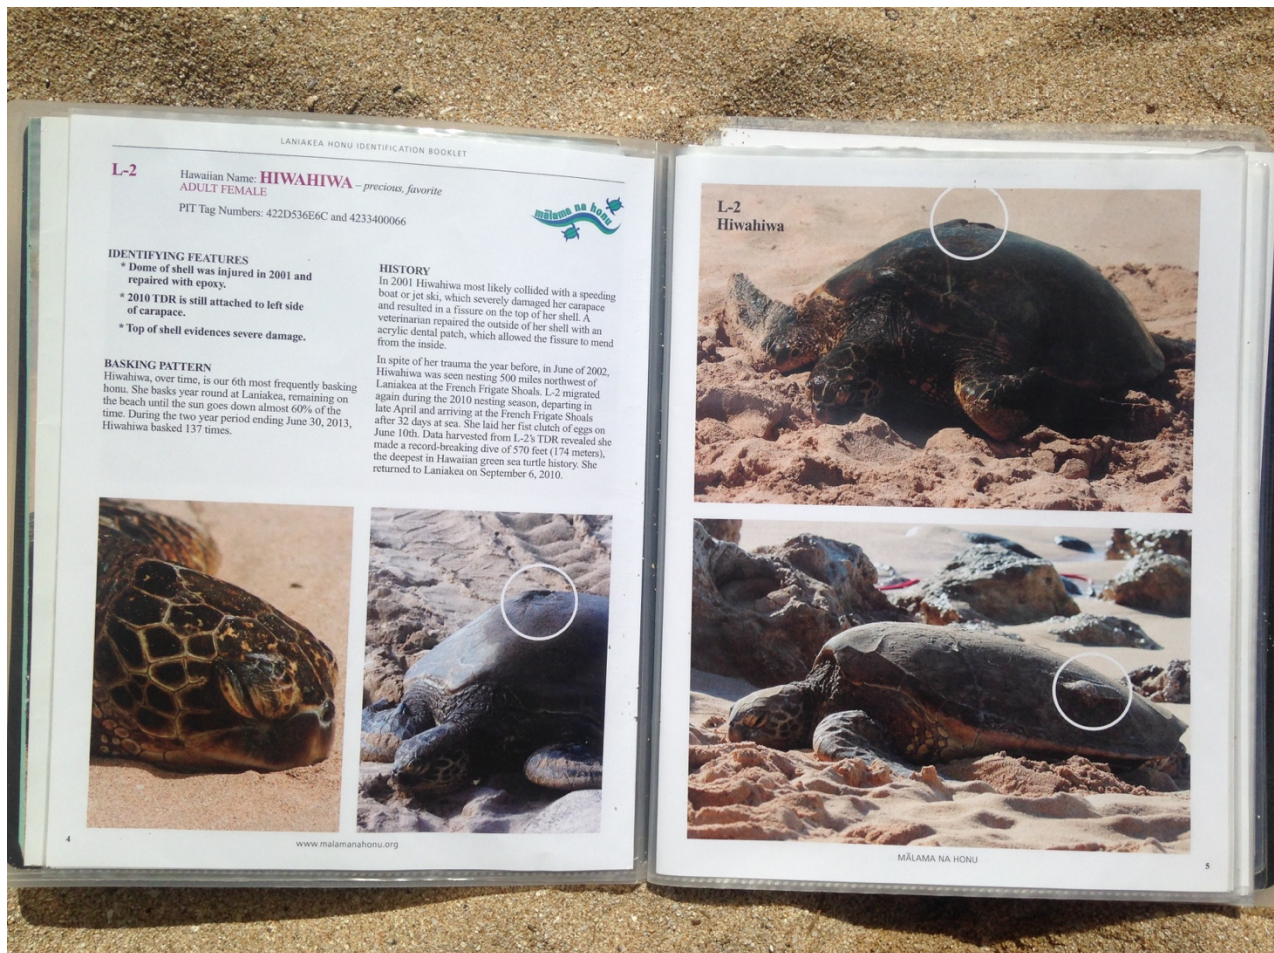 LANIAKEA HONU IDENTIFICATION BOOKLET
L-2
Hawaiian Name: HIWAHIWA – precious, favorite
ADULT FEMALE
PIT Tag Numbers: 422D536E6C and 4233400066
mālama na honu
IDENTIFYING FEATURES
* Dome of shell was injured in 2001 and
repaired with epoxy.
* 2010 TDR is still attached to left side
of carapace.
* Top of shell evidences severe damage.
BASKING PATTERN
Hiwahiwa, over time, is our 6th most frequently basking
honu. She basks year round at Laniakea, remaining on
the beach until the sun goes down almost 60% of the
time. During the two year period ending June 30, 2013,
Hiwahiwa basked 137 times.
HISTORY
In 2001 Hiwahiwa most likely collided with a speeding
boat or jet ski, which severely damaged her carapace
and resulted in a fissure on the top of her shell. A
veterinarian repaired the outside of her shell with an
acrylic dental patch, which allowed the fissure to mend
from the inside.
In spite of her trauma the year before, in June of 2002,
Hiwahiwa was seen nesting 500 miles northwest of
Laniakea at the French Frigate Shoals. L-2 migrated
again during the 2010 nesting season, departing in
late April and arriving at the French Frigate Shoals
after 32 days at sea. She laid her fist clutch of eggs on
June 10th. Data harvested from L-2's TDR revealed she
made a record-breaking dive of 570 feet (174 meters),
the deepest in Hawaiian green sea turtle history. She
returned to Laniakea on September 6, 2010.
4
www.malamanahonu.org
L-2
Hiwahiwa
MĀLAMA NA HONU
5